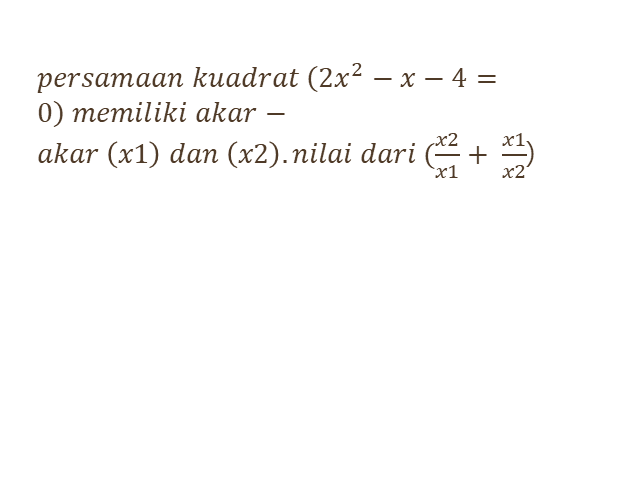 persamaan kuadrat (2x² − x − 4 =
0) memiliki akar −
akar (x1) dan (x2).nilai dari (x2/x1 + x1/x2)